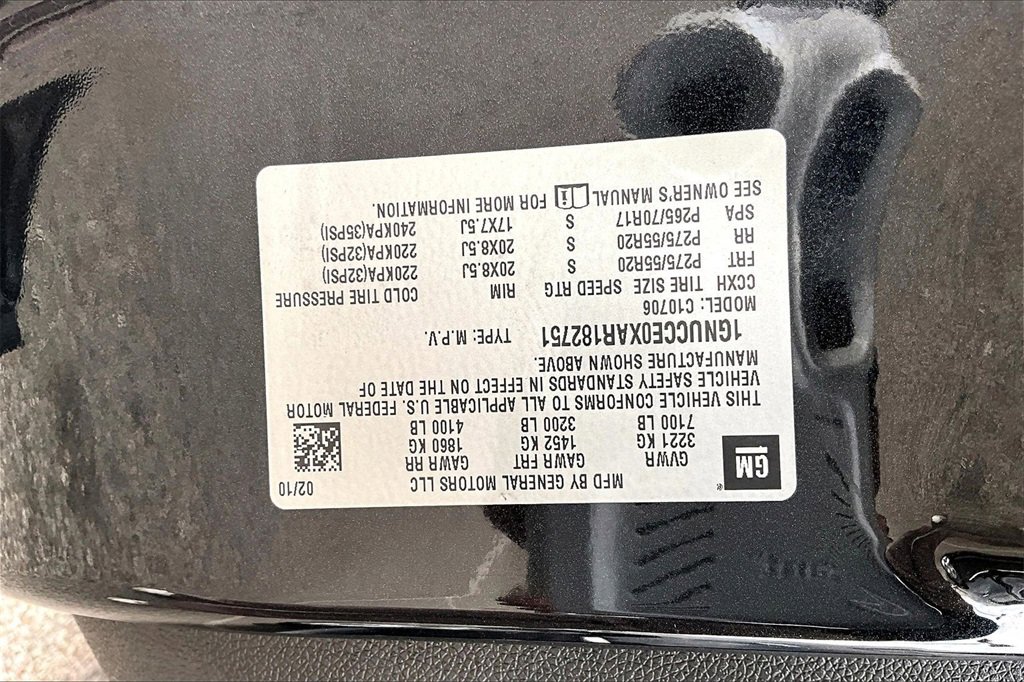 GM ® MFD BY GENERAL MOTORS LLC 02/10
GVWR GAWR FRT GAWR RR
3221 KG 1452 KG 1860 KG
7100 LB 3200 LB 4100 LB
THIS VEHICLE CONFORMS TO ALL APPLICABLE U.S. FEDERAL MOTOR
VEHICLE SAFETY STANDARDS IN EFFECT ON THE DATE OF
MANUFACTURE SHOWN ABOVE.
1GNUCCE0XAR182751 TYPE: M.P.V.
MODEL: C10706
CCXH TIRE SIZE SPEED RTG RIM COLD TIRE PRESSURE
FRT P275/55R20 S 20X8.5J 220KPA(32PSI)
RR P275/55R20 S 20X8.5J 220KPA(32PSI)
SPA P265/70R17 S 17X7.5J 240KPA(35PSI)
SEE OWNER'S MANUAL i FOR MORE INFORMATION.